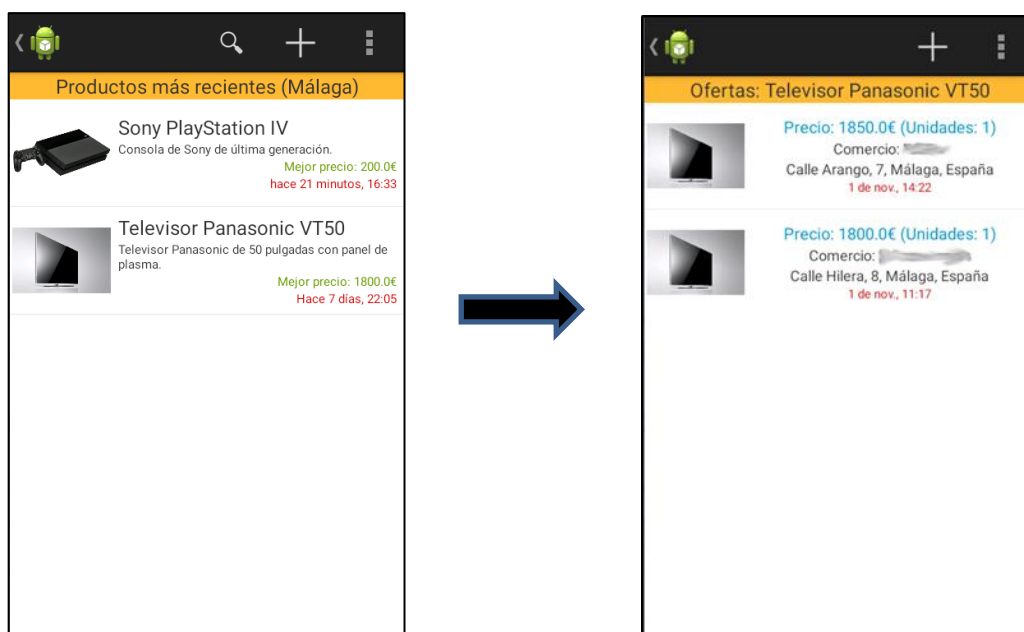 Productos más recientes (Málaga)
Sony PlayStation IV
Consola de Sony de última generación.
Mejor precio: 200.0€
hace 21 minutos, 16:33
Televisor Panasonic VT50
Televisor Panasonic de 50 pulgadas con panel de
plasma.
Mejor precio: 1800.0€
Hace 7 días, 22:05
Ofertas: Televisor Panasonic VT50
Precio: 1850.0€ (Unidades: 1)
Comercio:
Calle Arango, 7, Málaga, España
1 de nov., 14:22
Precio: 1800.0€ (Unidades: 1)
Comercio:
Calle Hilera, 8, Málaga, España
1 de nov., 11:17